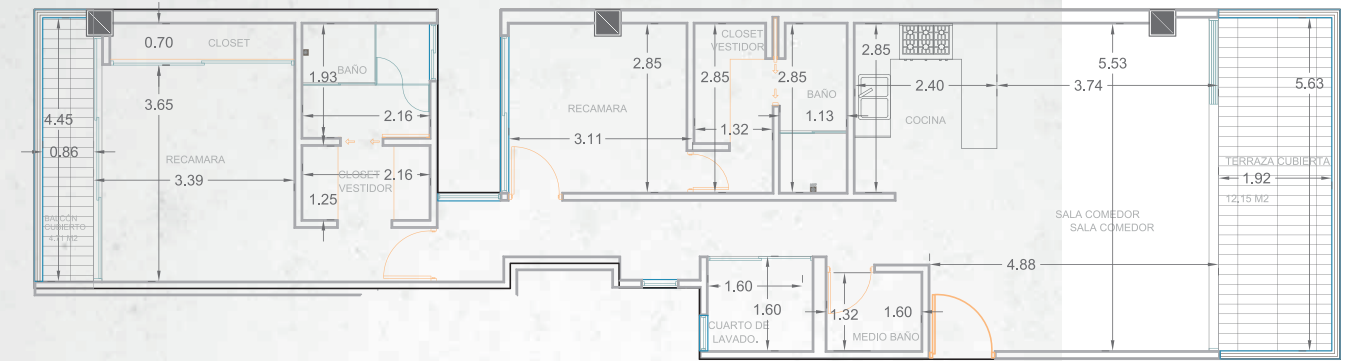 0.70
CLOSET
3.65
4.45
0.86
RECAMARA
3.39
BALCÓN
CUBIERTO
BAÑO
1.93
2.16
CLOSET
VESTIDOR
2.16
1.25
RECAMARA
3.11
2.85
CLOSET
VESTIDOR
2.85
1.32
2.85
BAÑO
1.13
2.85
2.40
COCINA
3.74
5.53
5.63
TERRAZA CUBIERTA
1.92
12.15 M2
SALA COMEDOR
SALA COMEDOR
4.88
1.60
1.60
CUARTO DE
LAVADO.
1.32
1.60
MEDIO BAÑO